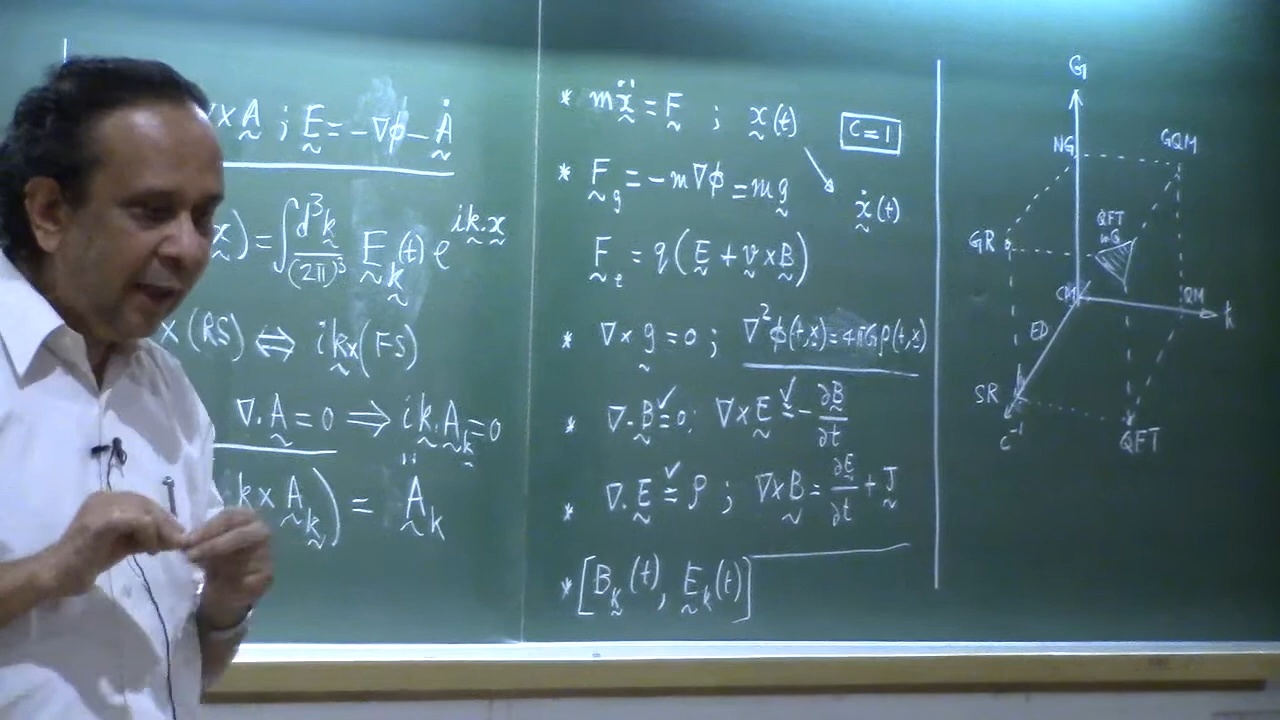 ×A ; E = -∇φ - Ȧ
x) = ∫ d³k/(2π)³ E_k(t) e^{ik.x}
x (RS) ⇔ ik x (FS)
∇.A = 0 ⇒ ik.A_k = 0
k × A_k) = Ä_k
* mẍ = F ; x(t)
C = 1
* F_g = -m∇φ = mg
ẋ(t)
F = q(E + v × B)
* ∇ × g = 0 ; ∇²φ(t,x) = 4πGρ(t,x)
* ∇.B = 0; ∇×E = -∂B/∂t
* ∇.E = ρ ; ∇×B = ∂E/∂t + J
* [B_k(t), E_k(t)]
G
NG
GQM
GR
QFT
CM
QM
ħ
ED
SR
c⁻¹
QFT